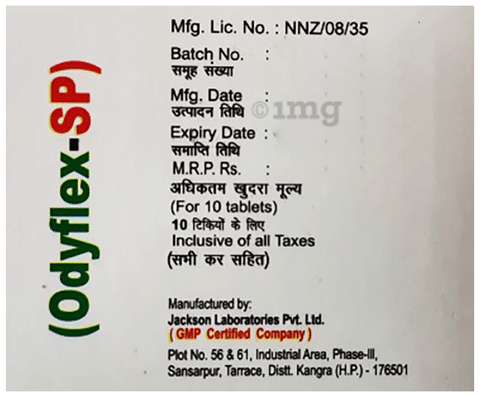 (Odyflex-SP)
Mfg. Lic. No. : NNZ/08/35
Batch No. :
समूह संख्या
Mfg. Date :
उत्पादन तिथि
©1mg
Expiry Date :
समाप्ति तिथि
M.R.P. Rs. :
अधिकतम खुदरा मूल्य
(For 10 tablets)
10 टिकियों के लिए
Inclusive of all Taxes
(सभी कर सहित)
Manufactured by:
Jackson Laboratories Pvt. Ltd.
( GMP Certified Company )
Plot No. 56 & 61, Industrial Area, Phase-III,
Sansarpur, Tarrace, Distt. Kangra (H.P.) - 176501